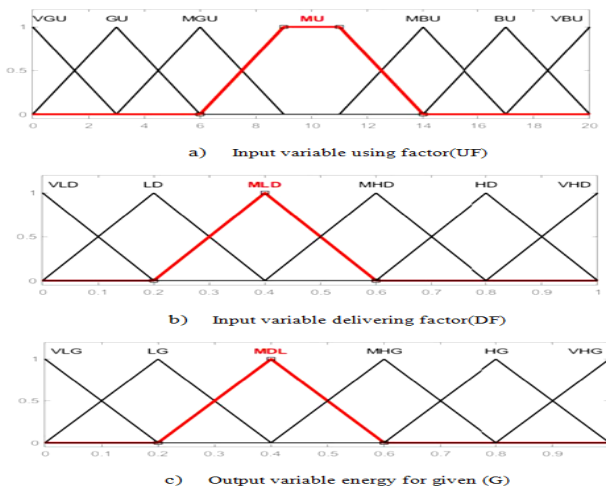 VGU GU MGU MU MBU BU VBU
1
0.5
0
0 2 4 6 8 10 12 14 16 18 20
a) Input variable using factor(UF)
VLD LD MLD MHD HD VHD
1
0.5
0
0 0.1 0.2 0.3 0.4 0.5 0.6 0.7 0.8 0.9 1
b) Input variable delivering factor(DF)
VLG LG MDL MHG HG VHG
1
0.5
0
0 0.1 0.2 0.3 0.4 0.5 0.6 0.7 0.8 0.9
c) Output variable energy for given (G)